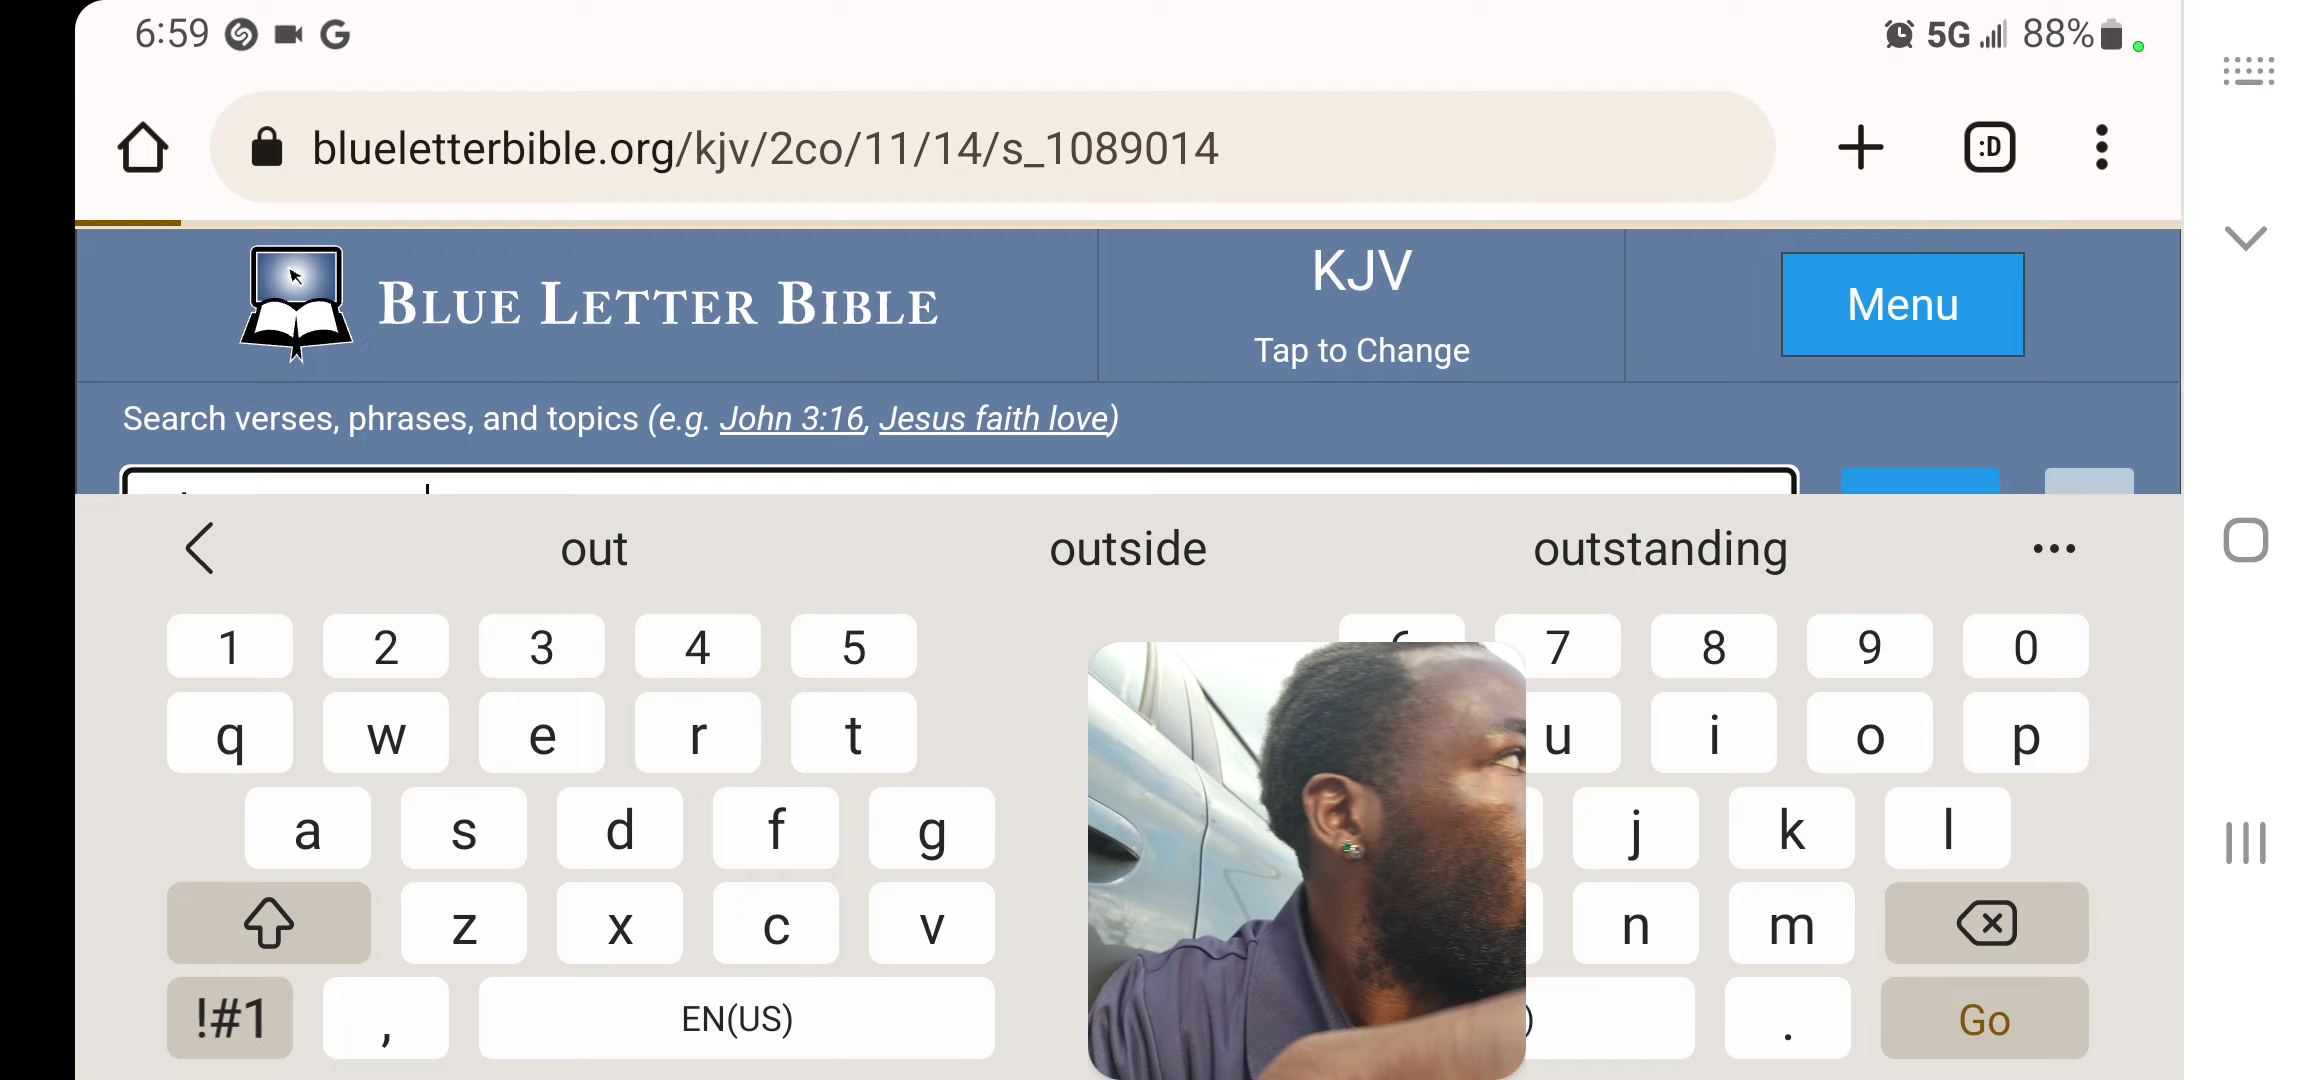 6:59 G 5G 88%
blueletterbible.org/kjv/2co/11/14/s_1089014 :D
BLUE LETTER BIBLE KJV Menu
Tap to Change
Search verses, phrases, and topics (e.g. John 3:16, Jesus faith love)
out outside outstanding
1 2 3 4 5 7 8 9 0
q w e r t u i o p
a s d f g j k l
z x c v n m
!#1 , EN(US) ) . Go